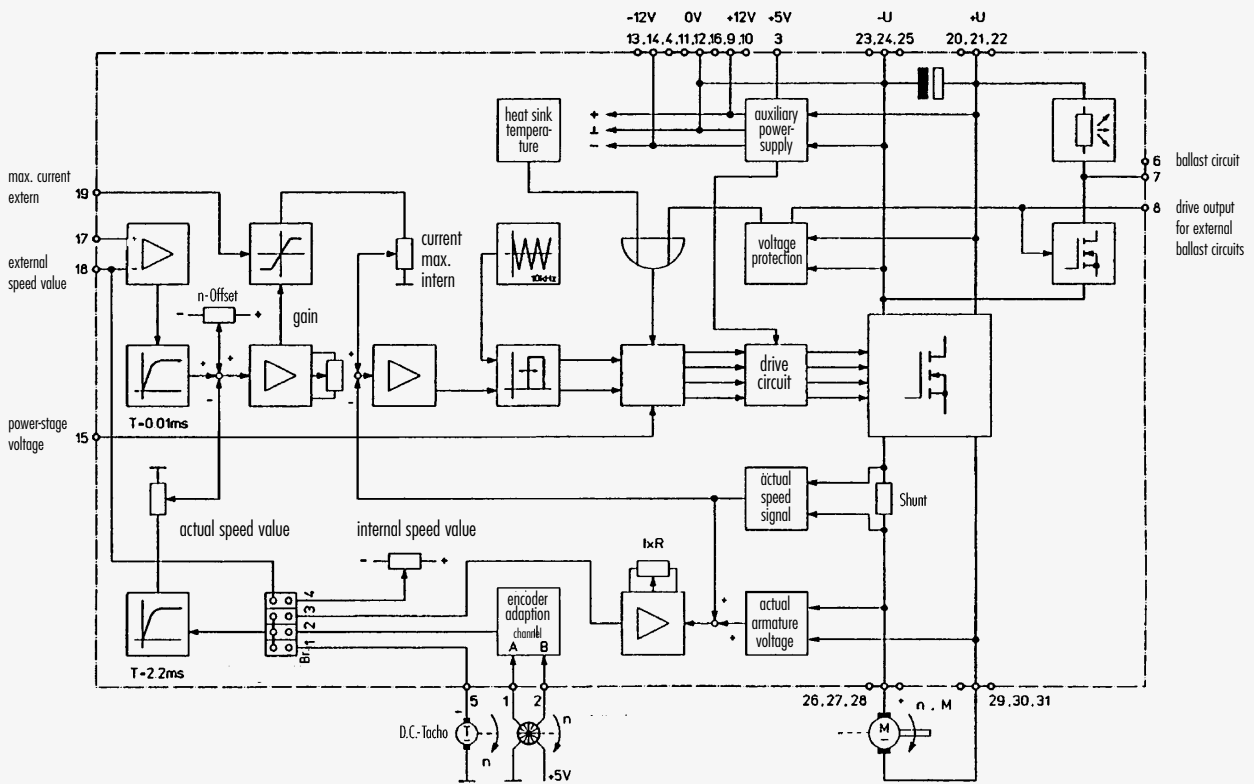 -12V 0V +12V +5V -U +U
13 ,14 ,4 ,11 ,12 ,16 ,9 ,10 3 23,24,25 20,21,22
heat sink
tempera-
ture
+
⊥
−
auxiliary
power-
supply
6 ballast circuit
7
8 drive output
for external
ballast circuits
max. current
extern
19
17
external
speed value
18
+
−
current
max.
intern
10kHz
voltage
protection
n-Offset
- +
gain
+ +
−
+
−
drive
circuit
T=0.01ms
power-stage
voltage
15
actual speed value
internal speed value
- +
actual
speed
signal
Shunt
IxR
4
3
2
1
Br.
encoder
adaption
channel
A B
+
+
actual
armature
voltage
T=2.2ms
5 1 2 26,27,28 29,30,31
−
D.C.-Tacho T n n
+5V
+ n , M
M